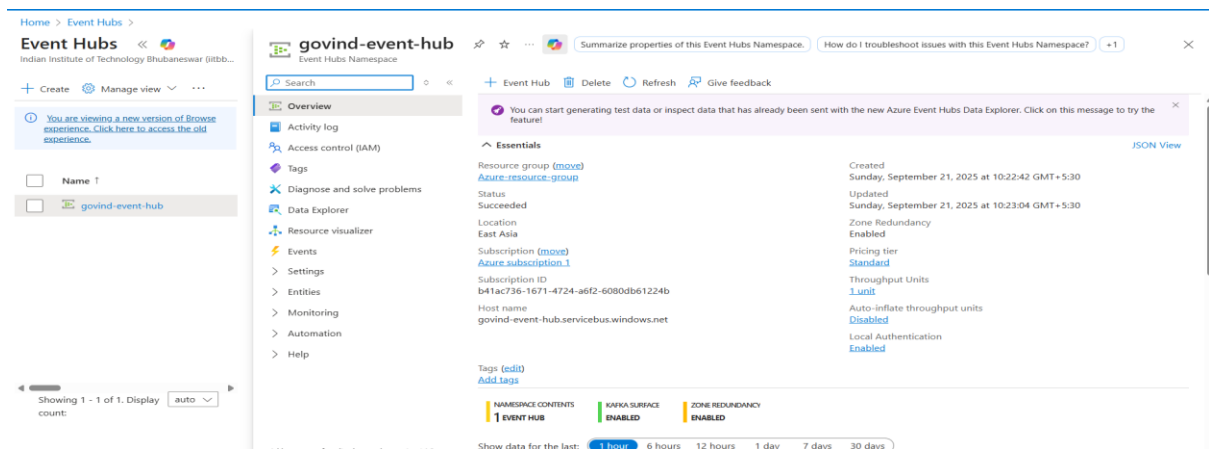 Home > Event Hubs >
Event Hubs
Indian Institute of Technology Bhubaneswar (iitbb...
Create Manage view
You are viewing a new version of Browse
experience. Click here to access the old
experience.
Name ↑
govind-event-hub
Showing 1 - 1 of 1. Display auto
count:
govind-event-hub
Event Hubs Namespace
Summarize properties of this Event Hubs Namespace.
How do I troubleshoot issues with this Event Hubs Namespace?
+1
Search
Overview
Activity log
Access control (IAM)
Tags
Diagnose and solve problems
Data Explorer
Resource visualizer
Events
Settings
Entities
Monitoring
Automation
Help
Event Hub Delete Refresh Give feedback
You can start generating test data or inspect data that has already been sent with the new Azure Event Hubs Data Explorer. Click on this message to try the
feature!
Essentials
JSON View
Resource group (move)
Azure-resource-group
Status
Succeeded
Location
East Asia
Subscription (move)
Azure subscription 1
Subscription ID
b41ac736-1671-4724-a6f2-6080db61224b
Host name
govind-event-hub.servicebus.windows.net
Created
Sunday, September 21, 2025 at 10:22:42 GMT+5:30
Updated
Sunday, September 21, 2025 at 10:23:04 GMT+5:30
Zone Redundancy
Enabled
Pricing tier
Standard
Throughput Units
1 unit
Auto-inflate throughput units
Disabled
Local Authentication
Enabled
Tags (edit)
Add tags
NAMESPACE CONTENTS
1 EVENT HUB
KAFKA SURFACE
ENABLED
ZONE REDUNDANCY
ENABLED
Show data for the last: 1 hour 6 hours 12 hours 1 day 7 days 30 days